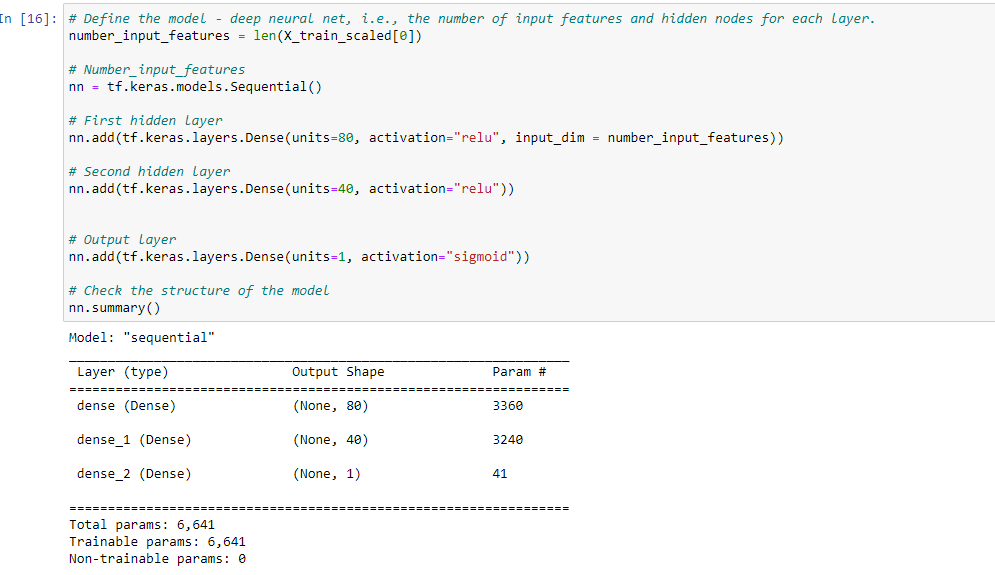 In [16]: # Define the model - deep neural net, i.e., the number of input features and hidden nodes for each layer.
number_input_features = len(X_train_scaled[0])
# Number_input_features
nn = tf.keras.models.Sequential()
# First hidden layer
nn.add(tf.keras.layers.Dense(units=80, activation="relu", input_dim = number_input_features))
# Second hidden layer
nn.add(tf.keras.layers.Dense(units=40, activation="relu"))
# Output layer
nn.add(tf.keras.layers.Dense(units=1, activation="sigmoid"))
# Check the structure of the model
nn.summary()
Model: "sequential"
Layer (type) Output Shape Param #
dense (Dense) (None, 80) 3360
dense_1 (Dense) (None, 40) 3240
dense_2 (Dense) (None, 1) 41
Total params: 6,641
Trainable params: 6,641
Non-trainable params: 0